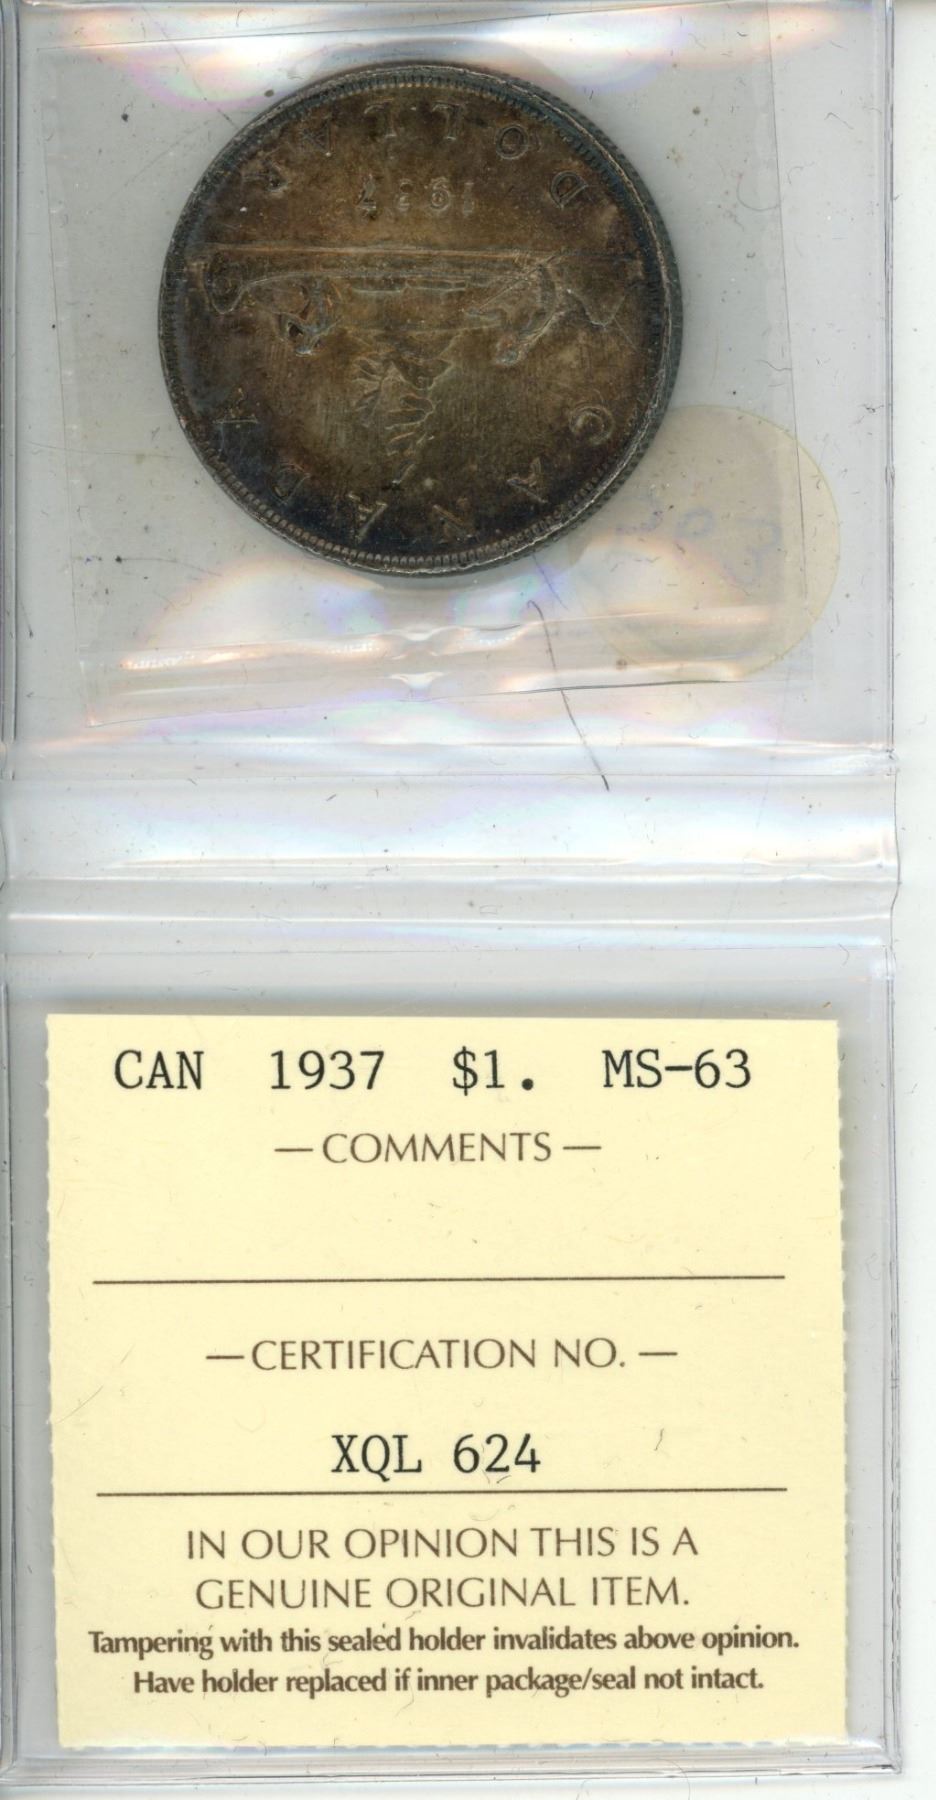 CANADA
1937
DOLLAR
CAN 1937 $1. MS-63
— COMMENTS —
— CERTIFICATION NO. —
XQL 624
IN OUR OPINION THIS IS A
GENUINE ORIGINAL ITEM.
Tampering with this sealed holder invalidates above opinion.
Have holder replaced if inner package/seal not intact.